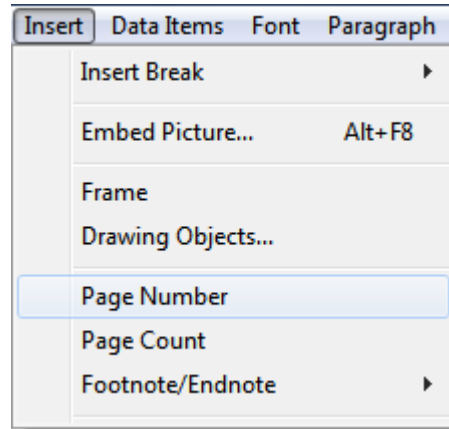 Insert Data Items Font Paragraph
Insert Break
Embed Picture... Alt+F8
Frame
Drawing Objects...
Page Number
Page Count
Footnote/Endnote